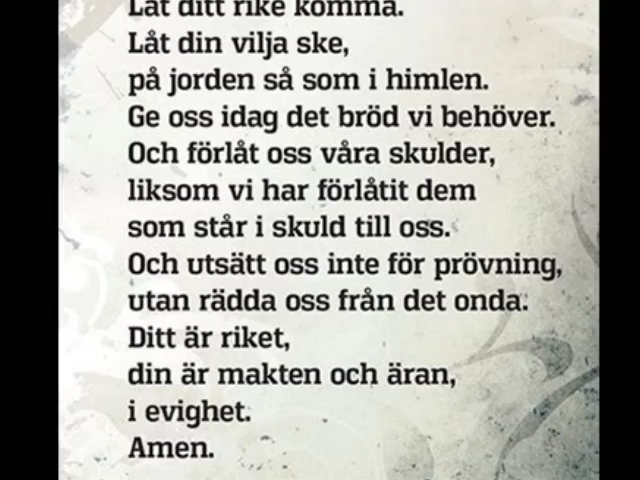 Låt ditt rike komma.
Låt din vilja ske,
på jorden så som i himlen.
Ge oss idag det bröd vi behöver.
Och förlåt oss våra skulder,
liksom vi har förlåtit dem
som står i skuld till oss.
Och utsätt oss inte för prövning,
utan rädda oss från det onda.
Ditt är riket,
din är makten och äran,
i evighet.
Amen.